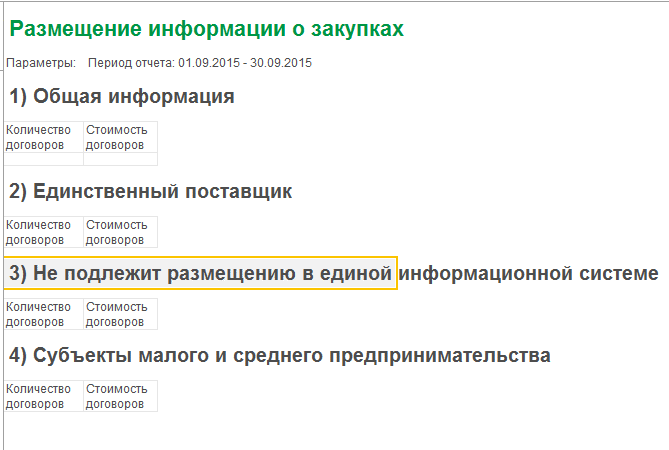 Размещение информации о закупках
Параметры: Период отчета: 01.09.2015 - 30.09.2015
1) Общая информация
Количество договоров Стоимость договоров
2) Единственный поставщик
Количество договоров Стоимость договоров
3) Не подлежит размещению в единой информационной системе
Количество договоров Стоимость договоров
4) Субъекты малого и среднего предпринимательства
Количество договоров Стоимость договоров